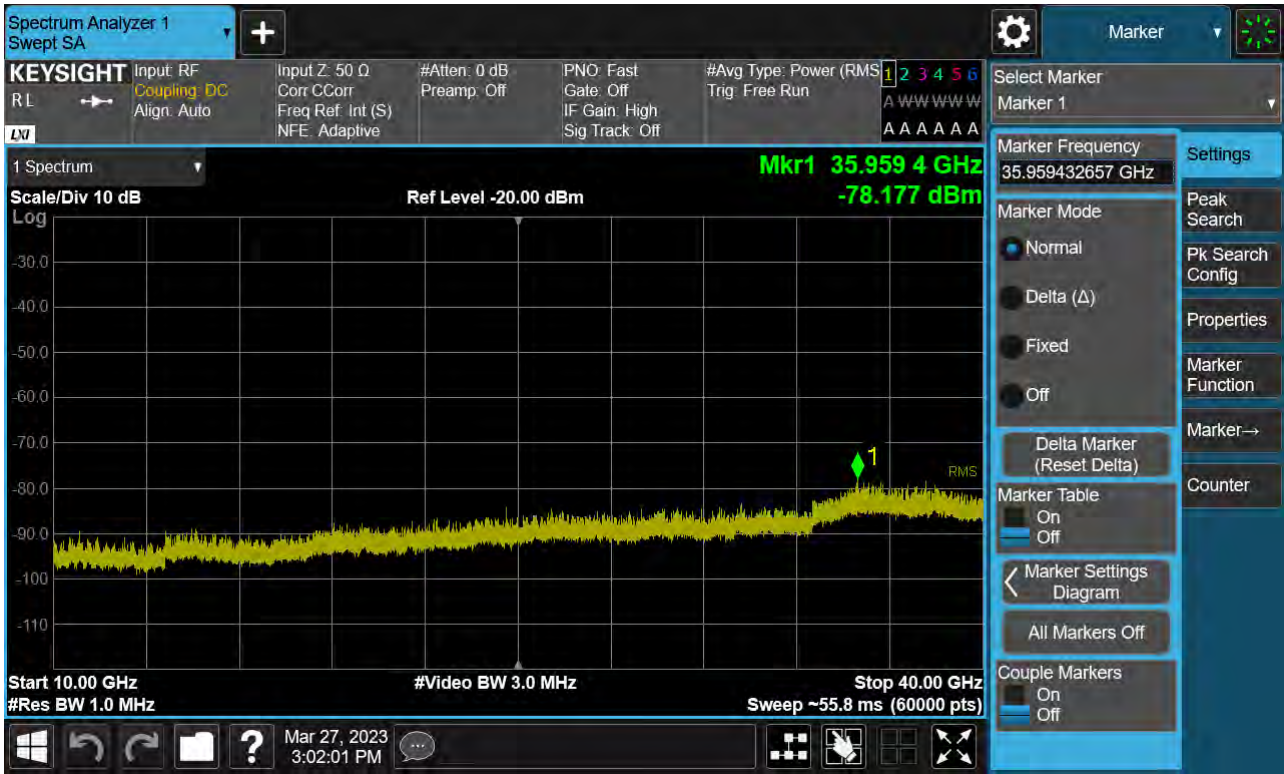 Spectrum Analyzer 1
Swept SA
Marker
KEYSIGHT
RL
LXI
Input: RF
Coupling: DC
Align: Auto
Input Z: 50 Ω
Corr CCorr
Freq Ref: Int (S)
NFE: Adaptive
#Atten: 0 dB
Preamp: Off
PNO: Fast
Gate: Off
IF Gain: High
Sig Track: Off
#Avg Type: Power (RMS
Trig: Free Run
1 2 3 4 5 6
A W W W W W
A A A A A A
Select Marker
Marker 1
1 Spectrum
Mkr1 35.959 4 GHz
-78.177 dBm
Scale/Div 10 dB
Ref Level -20.00 dBm
Log
-30.0
-40.0
-50.0
-60.0
-70.0
-80.0
-90.0
-100
-110
1
RMS
Start 10.00 GHz
#Video BW 3.0 MHz
Stop 40.00 GHz
#Res BW 1.0 MHz
Sweep ~55.8 ms (60000 pts)
Marker Frequency
35.959432657 GHz
Marker Mode
Normal
Delta (Δ)
Fixed
Off
Delta Marker
(Reset Delta)
Marker Table
On
Off
Marker Settings
Diagram
All Markers Off
Couple Markers
On
Off
Settings
Peak
Search
Pk Search
Config
Properties
Marker
Function
Marker→
Counter
Mar 27, 2023
3:02:01 PM